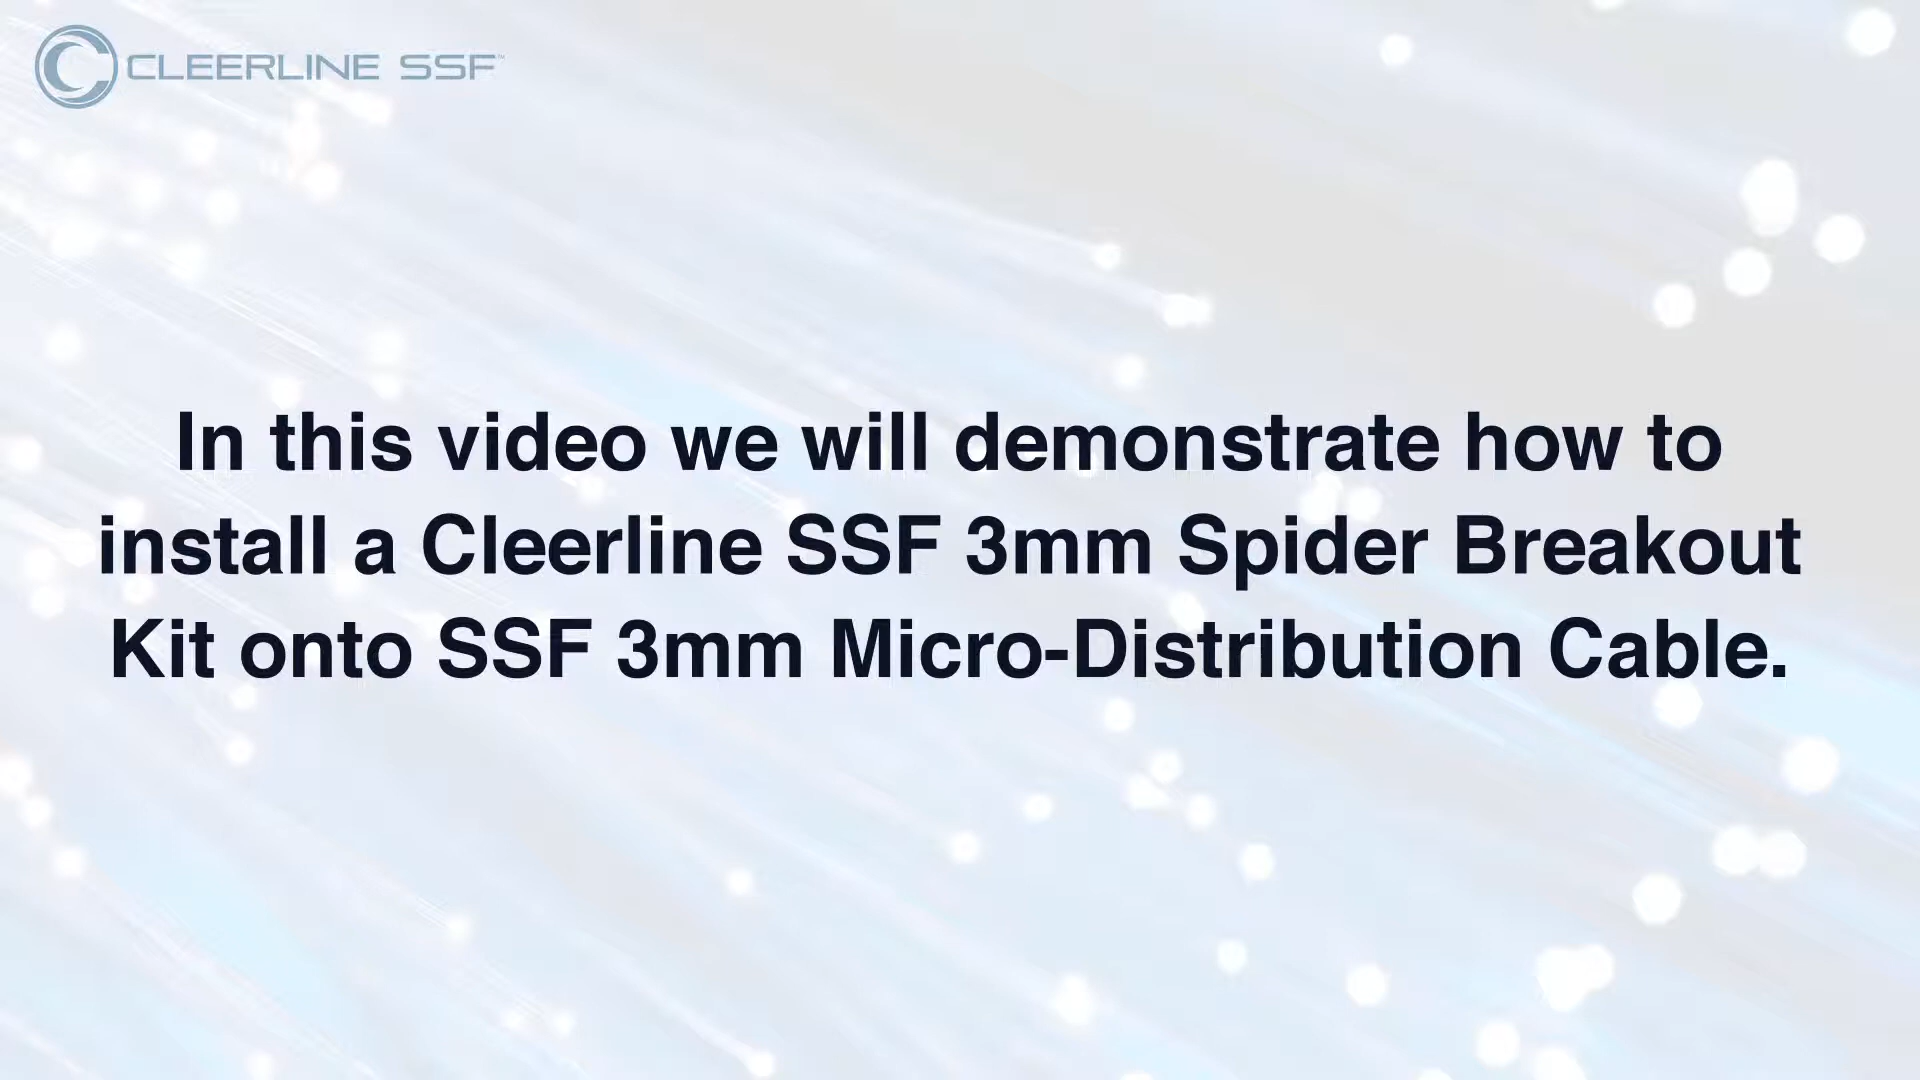 CLEERLINE SSF™
In this video we will demonstrate how to
install a Cleerline SSF 3mm Spider Breakout
Kit onto SSF 3mm Micro-Distribution Cable.